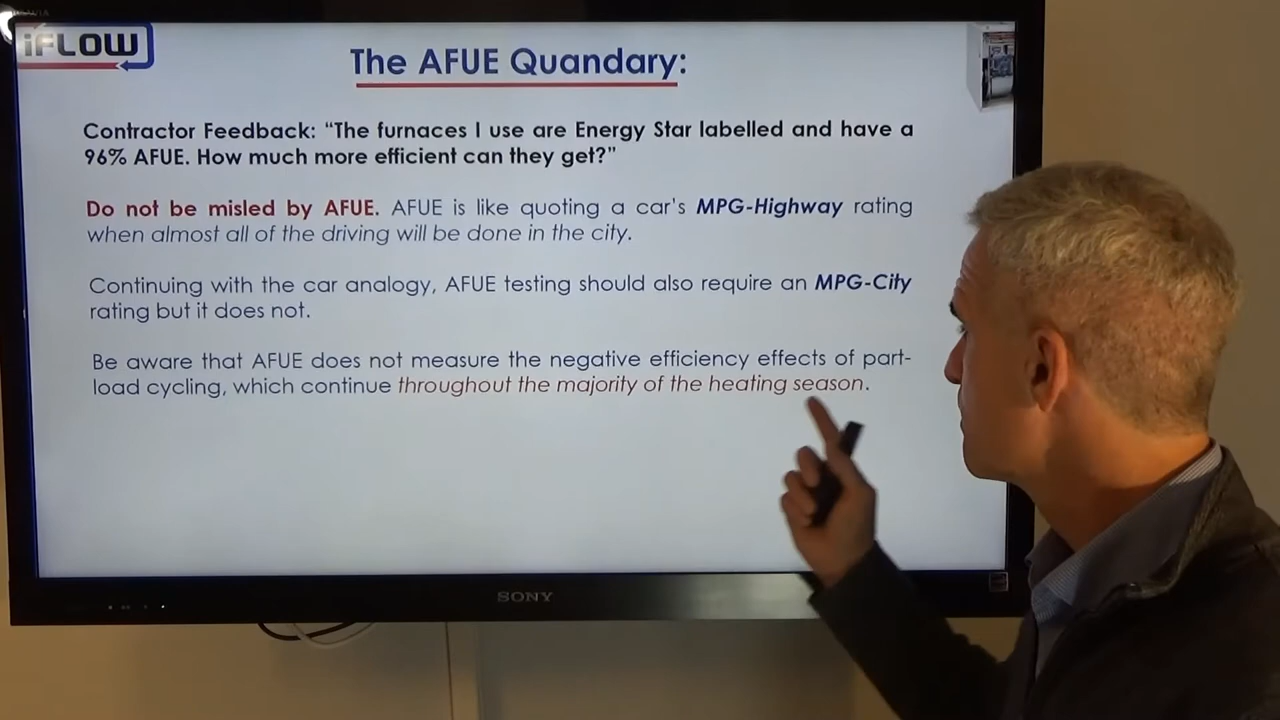 iFLOW
The AFUE Quandary:
Contractor Feedback: “The furnaces I use are Energy Star labelled and have a
96% AFUE. How much more efficient can they get?”
Do not be misled by AFUE. AFUE is like quoting a car’s MPG-Highway rating
when almost all of the driving will be done in the city.
Continuing with the car analogy, AFUE testing should also require an MPG-City
rating but it does not.
Be aware that AFUE does not measure the negative efficiency effects of part-
load cycling, which continue throughout the majority of the heating season.
SONY